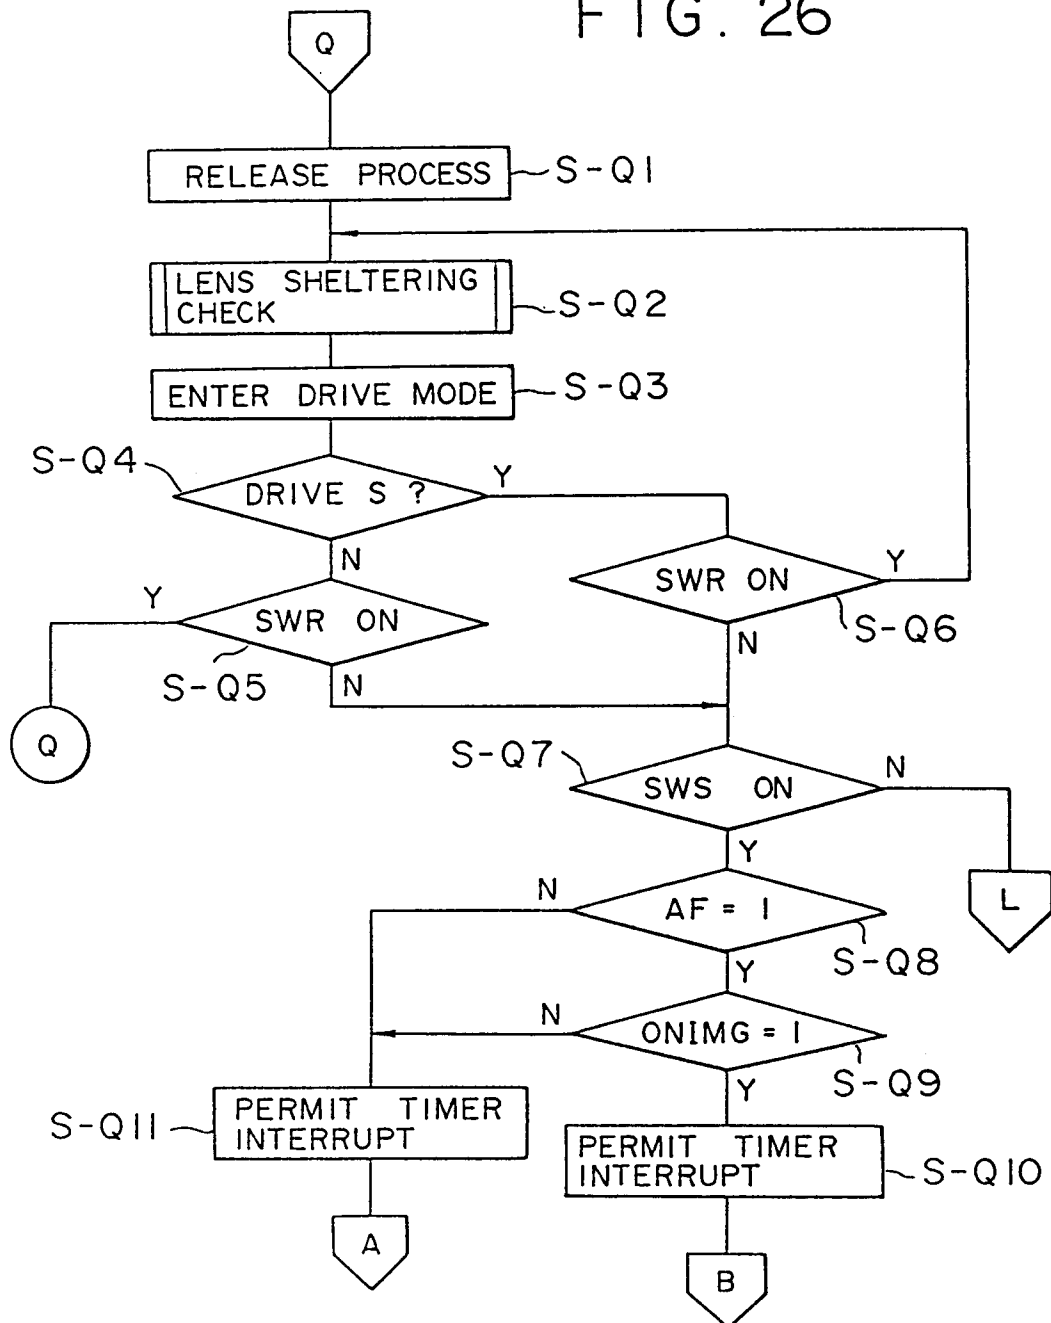 FIG. 26
Q
RELEASE PROCESS
S-Q1
LENS SHELTERING
CHECK
S-Q2
ENTER DRIVE MODE
S-Q3
S-Q4
DRIVE S ?
Y
N
SWR ON
Y
S-Q6
N
Y
SWR ON
S-Q5
N
Q
S-Q7
SWS ON
N
Y
L
N
AF = 1
S-Q8
Y
N
ONIMG = 1
S-Q9
Y
S-Q11
PERMIT TIMER
INTERRUPT
PERMIT TIMER
INTERRUPT
S-Q10
A
B